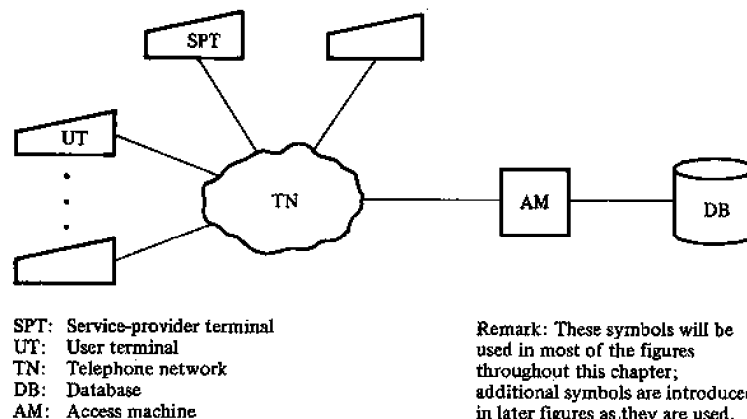 SPT
UT
TN
AM
DB
SPT: Service-provider terminal
UT: User terminal
TN: Telephone network
DB: Database
AM: Access machine
Remark: These symbols will be
used in most of the figures
throughout this chapter;
additional symbols are introduced
in later figures as they are used.